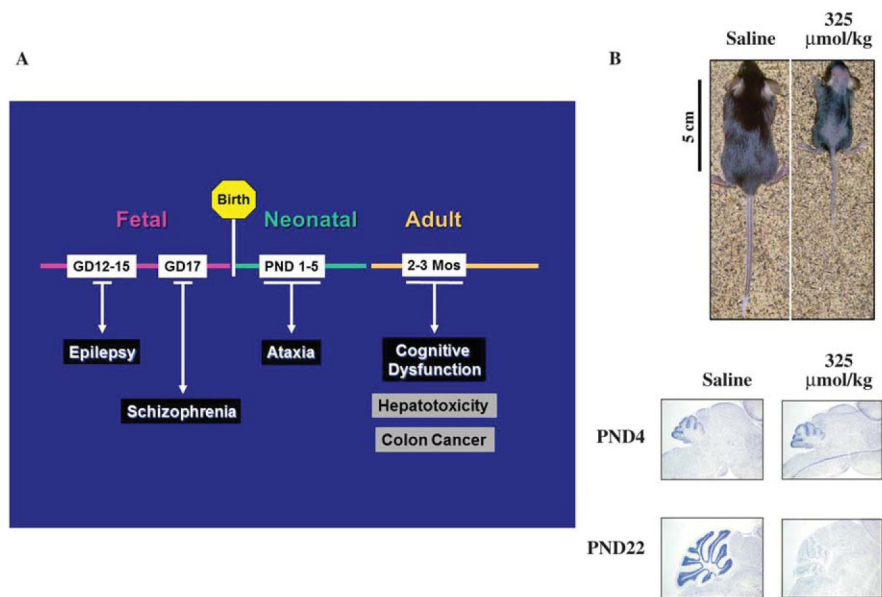 A
Birth
Fetal
Neonatal
Adult
GD12-15
GD17
PND 1-5
2-3 Mos
Epilepsy
Ataxia
Cognitive
Dysfunction
Schizophrenia
Hepatotoxicity
Colon Cancer
B
Saline
325
μmol/kg
5 cm
Saline
325
μmol/kg
PND4
PND22